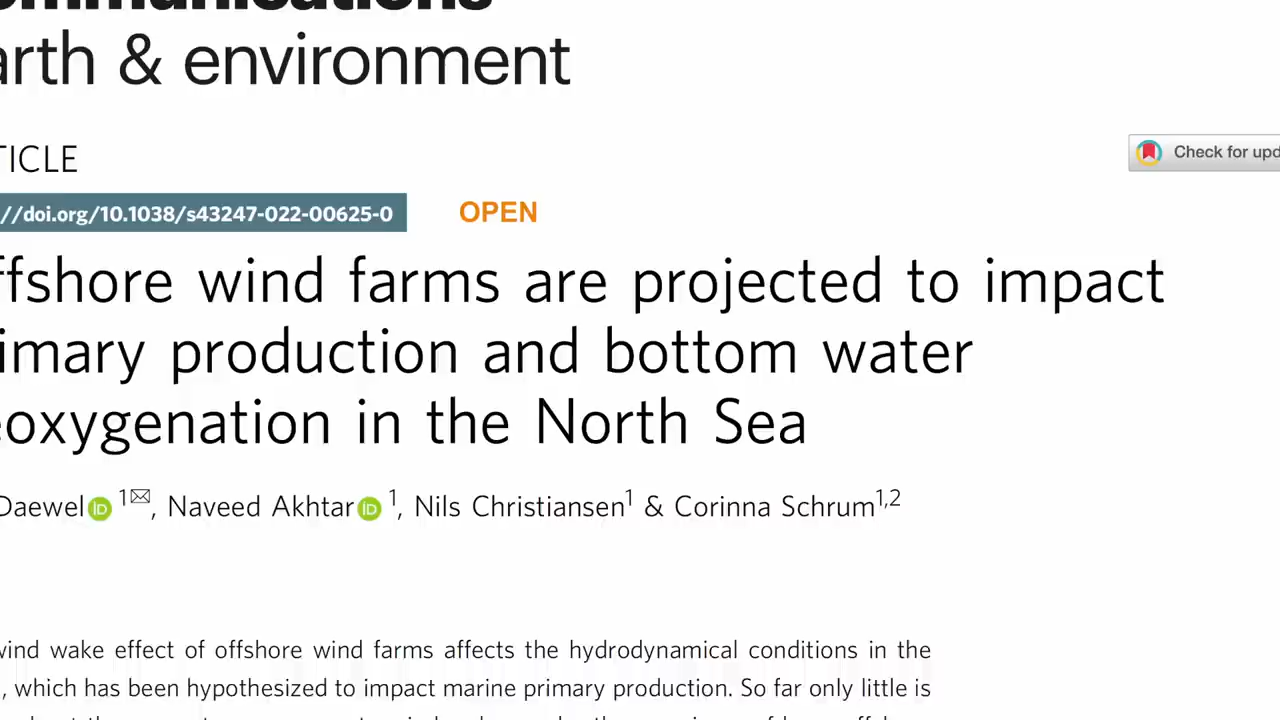 ommunications
arth & environment
TICLE
Check for upd
//doi.org/10.1038/s43247-022-00625-0
OPEN
ffshore wind farms are projected to impact
imary production and bottom water
eoxygenation in the North Sea
Daewel 1✉, Naveed Akhtar 1, Nils Christiansen1 & Corinna Schrum1,2
wind wake effect of offshore wind farms affects the hydrodynamical conditions in the
, which has been hypothesized to impact marine primary production. So far only little is